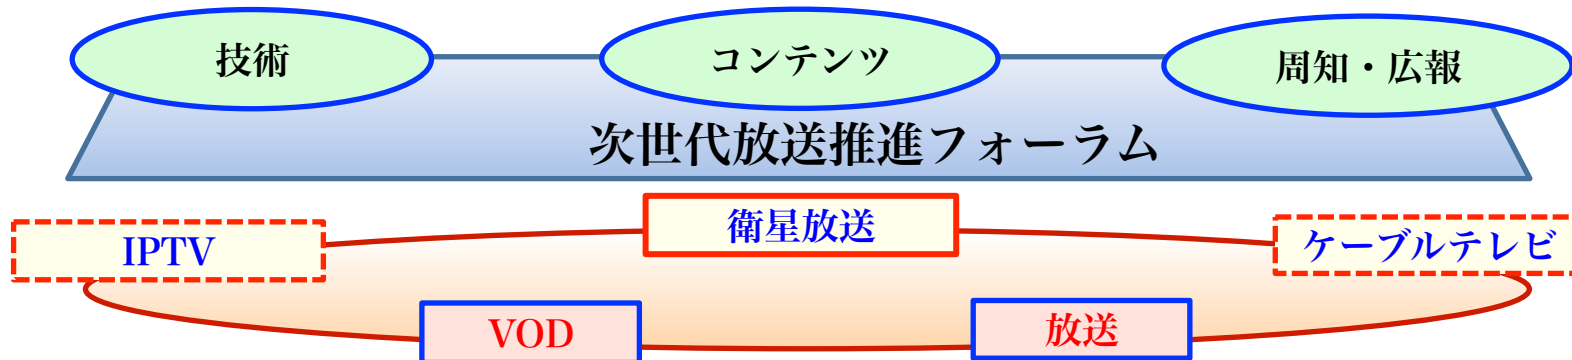 技術
コンテンツ
周知・広報
次世代放送推進フォーラム
衛星放送
IPTV
ケーブルテレビ
VOD
放送